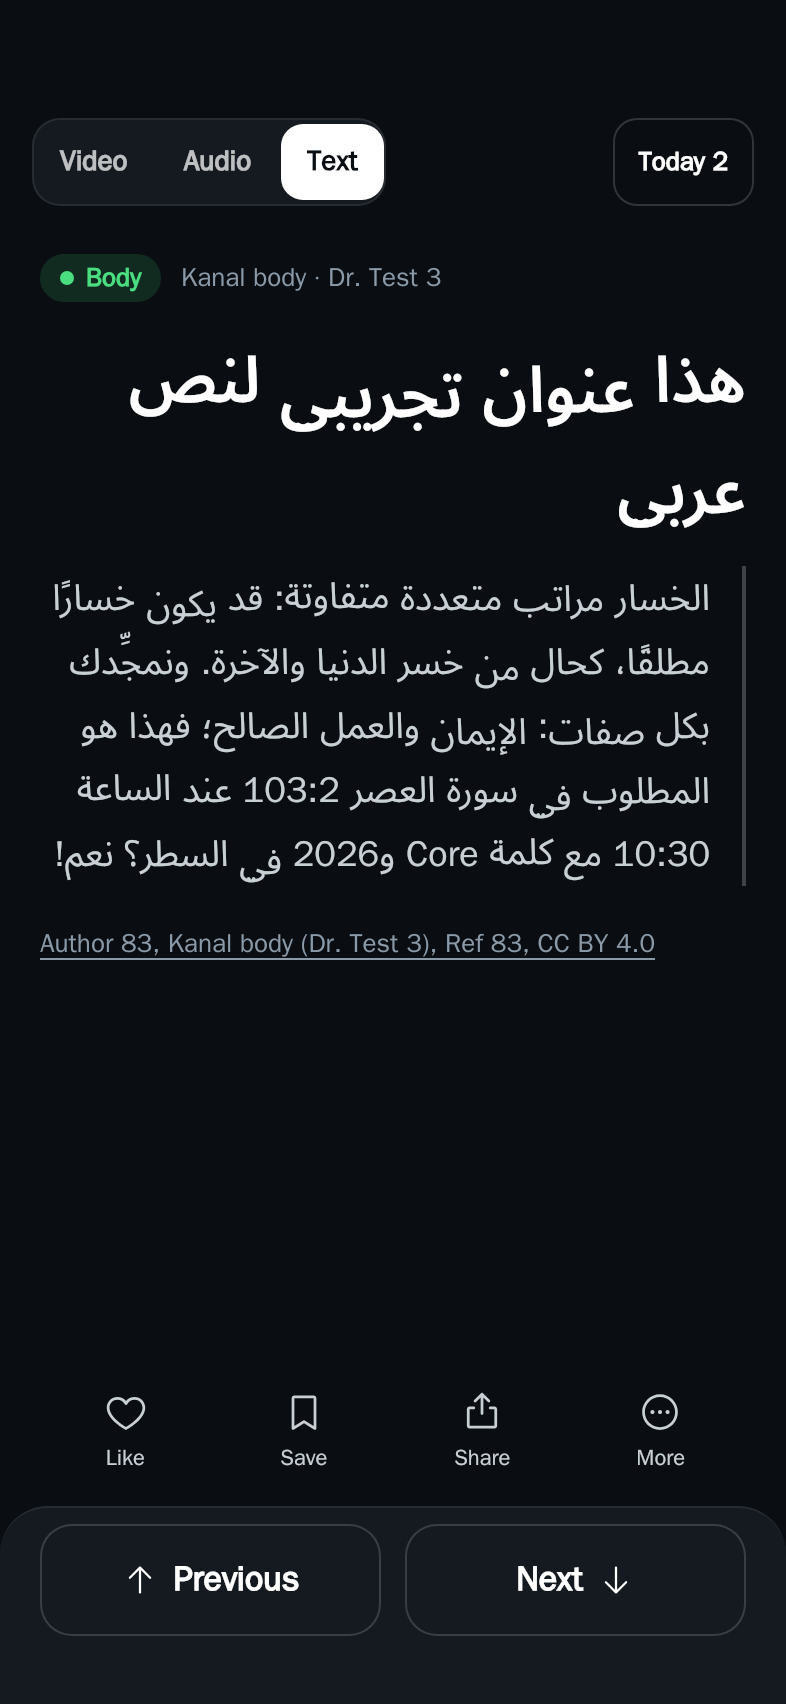 Video Audio Text Today 2
Body Kanal body · Dr. Test 3
هذا عنوان تجريبي لنص
عربي
الخسار مراتب متعددة متفاوتة: قد يكون خسارًا
مطلقًا، كحال من خسر الدنيا والآخرة. ونمجِّدك
بكل صفات: الإيمان والعمل الصالح؛ فهذا هو
المطلوب في سورة العصر 103:2 عند الساعة
10:30 مع كلمة Core و2026 في السطر؟ نعم!
Author 83, Kanal body (Dr. Test 3), Ref 83, CC BY 4.0
Like Save Share More
Previous Next